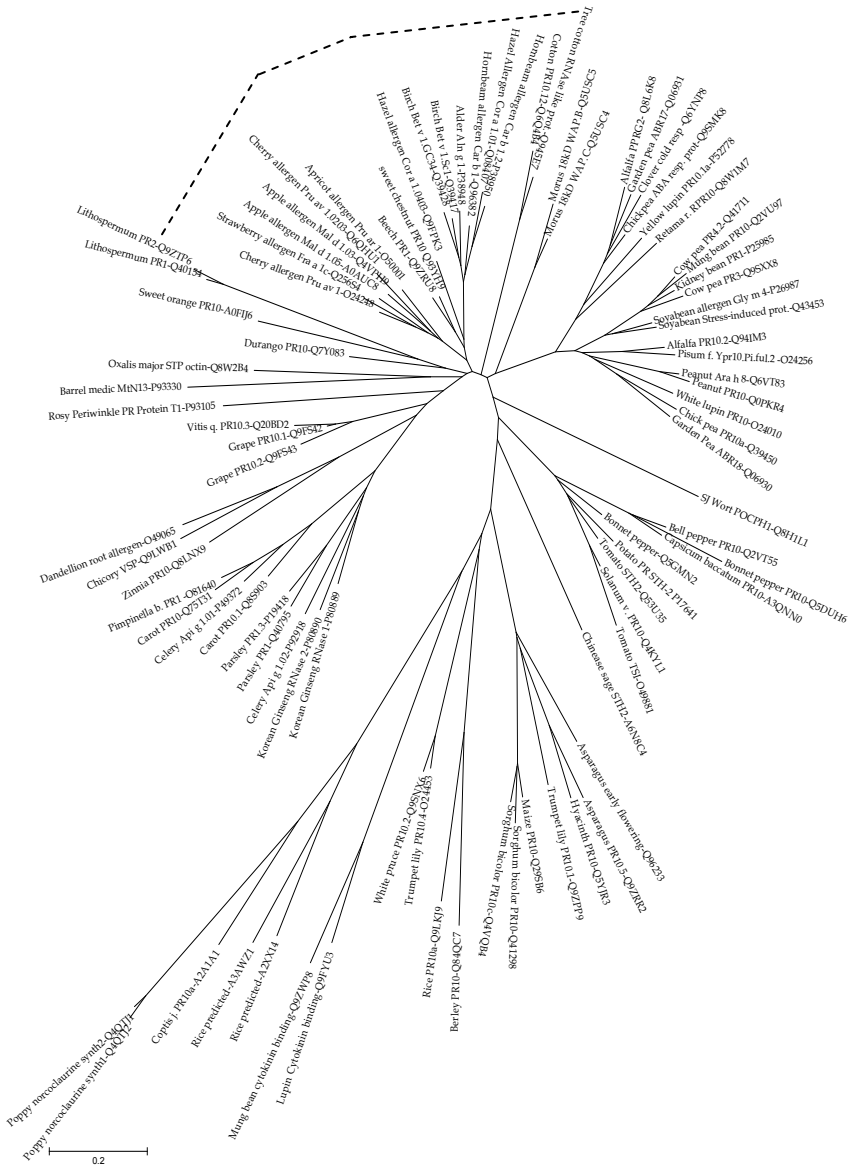 Tree cotton RNAse like prot.-Q945E7
Cotton PR10.12-Q6Q4B4
Hornbeam allergen Car b 1.2-P38950
Hazel Allergen Cor a 1.01-Q08407
Hornbeam allergen Car b 1-Q96382
Alder Aln g 1-P38948
Birch Bet v 1.Sc1-Q39417
Birch Bet v 1.GC34-Q39428
Hazel allergen Cor a 1.0403-Q9FPK3
sweet chestnut PR10 Q93YH9
Beech PR1-Q9ZRU8
Apricot allergen Pru ar 1-O50001
Cherry allergen Pru av 1.0203-Q6QHU1
Apple allergen Mal d 1.03-Q4VPH9
Apple allergen Mal d 1.05-A0AUC8
Strawberry allergen Fra a 1c-Q256S4
Cherry allergen Pru av 1-O24248
Lithospermum PR2-Q9ZTP6
Lithospermum PR1-Q40154
Sweet orange PR10-A0FIJ6
Durango PR10-Q7Y083
Oxalis major STP octin-Q8W2B4
Barrel medic MtN13-P93330
Rosy Periwinkle PR Protein T1-P93105
Vitis q. PR10.3-Q20BD2
Grape PR10.1-Q9FS42
Grape PR10.2-Q9FS43
Dandellion root allergen-O49065
Chicory VSP-Q9LWB1
Zinnia PR10-Q8LNX9
Pimpinella b. PR1 -O81640
Carot PR10-Q75131
Celery Api g 1.01-P49372
Carot PR10.1-Q8S903
Parsley PR1.3-P19418
Parsley PR1-Q40795
Celery Api g 1.02-P92918
Korean Ginseng RNase 2-P80890
Korean Ginseng RNase 1-P80889
Morus 18kD WAP.B-Q5USC5
Morus 18kD WAP.C-Q5USC4
Alfalfa PPRG2- Q8L6K8
Garden pea ABR17-Q06931
Clover cold resp -Q6YNP8
Chickpea ABA resp. prot-Q9SMK8
Yellow lupin PR10.1a-P52778
Retama r. RPR10-Q8W1M7
Cow pea PR4.2-Q41711
Mung bean PR10-Q2VU97
Kidney bean PR1-P25985
Cow pea PR3-Q9SXX8
Soyabean allergen Gly m 4-P26987
Soyabean Stress-induced prot.-Q43453
Alfalfa PR10.2-Q94IM3
Pisum f. Ypr10.Pi.ful.2 -O24256
Peanut Ara h 8-Q6VT83
Peanut PR10-Q0PKR4
White lupin PR10-O24010
Chick pea PR10a-Q39450
Garden Pea ABR18-Q06930
SJ Wort POCPH1-Q8H1L1
Bell pepper PR10-Q2VT55
Bonnet pepper PR10-Q5DUH6
Capsicum baccatum PR10-A3QNN0
Bonnet pepper-Q5GMN2
Potato PR STH-2 P17641
Tomato STH2-Q53U35
Solanum v. PR10-Q4KYL1
Tomato TSI-O49881
Chinease sage STH2-A6N8C4
Asparagus early flowering-Q96233
Asparagus PR10.5-Q9ZRR2
Hyacinth PR10-Q5YJR3
Trumpet lily PR10.1-Q9ZPP9
Maize PR10-Q29SB6
Sorghum bicolor PR10-Q41298
Sorghum bicolor PR10c-Q4VQB4
Berley PR10-Q84QC7
Rice PR10a-Q9LKJ9
Trumpet lily PR10.4-O24453
White pruce PR10.2-Q9SNX6
Lupin Cytokinin binding-Q9FYU3
Mung bean cytokinin binding-Q9ZWP8
Rice predicted-A2XX14
Rice predicted-A3AWZ1
Coptis j. PR10a-A2A1A1
Poppy norcoclaurine synth2-Q4QTJ1
Poppy norcoclaurine synth1-Q4QTJ2
0.2